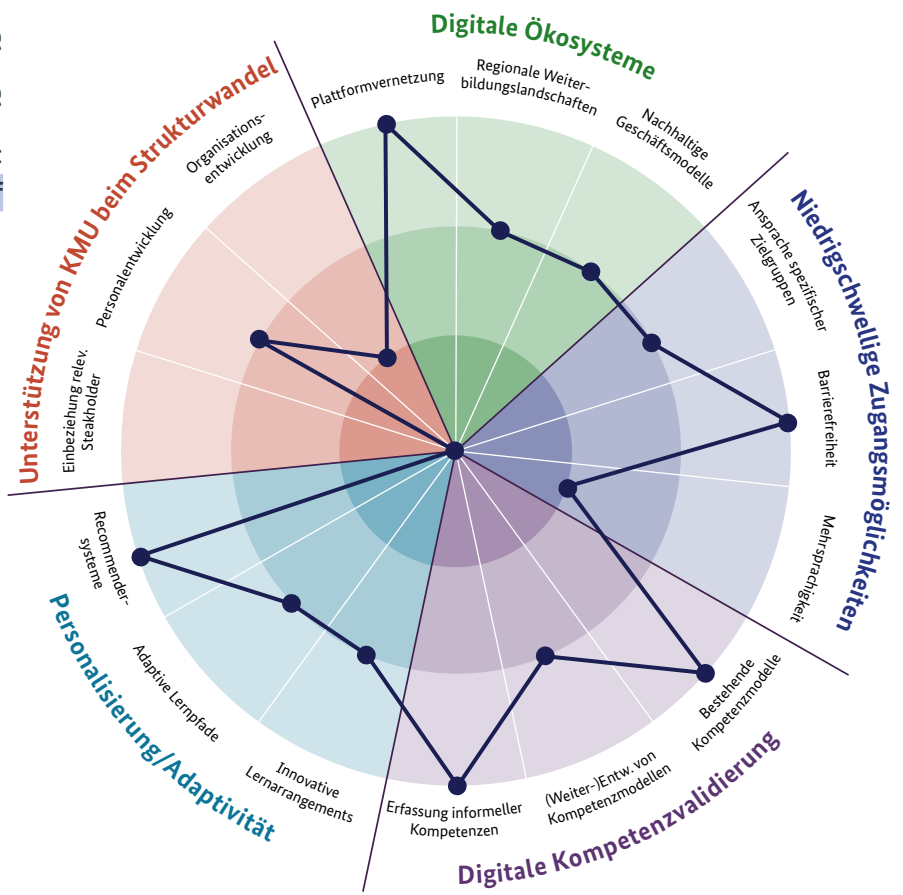 Digitale Ökosysteme
Plattformvernetzung
Regionale Weiter-
bildungslandschaften
Nachhaltige
Geschäftsmodelle
Niedrigschwellige Zugangsmöglichkeiten
Ansprache spezifischer
Zielgruppen
Barrierefreiheit
Mehrsprachigkeit
Digitale Kompetenzvalidierung
Bestehende
Kompetenzmodelle
(Weiter-)Entw. von
Kompetenzmodellen
Erfassung informeller
Kompetenzen
Personalisierung/Adaptivität
Innovative
Lernarrangements
Adaptive Lernpfade
Recommender-
systeme
Unterstützung von KMU beim Strukturwandel
Einbeziehung relev.
Steakholder
Personalentwicklung
Organisations-
entwicklung